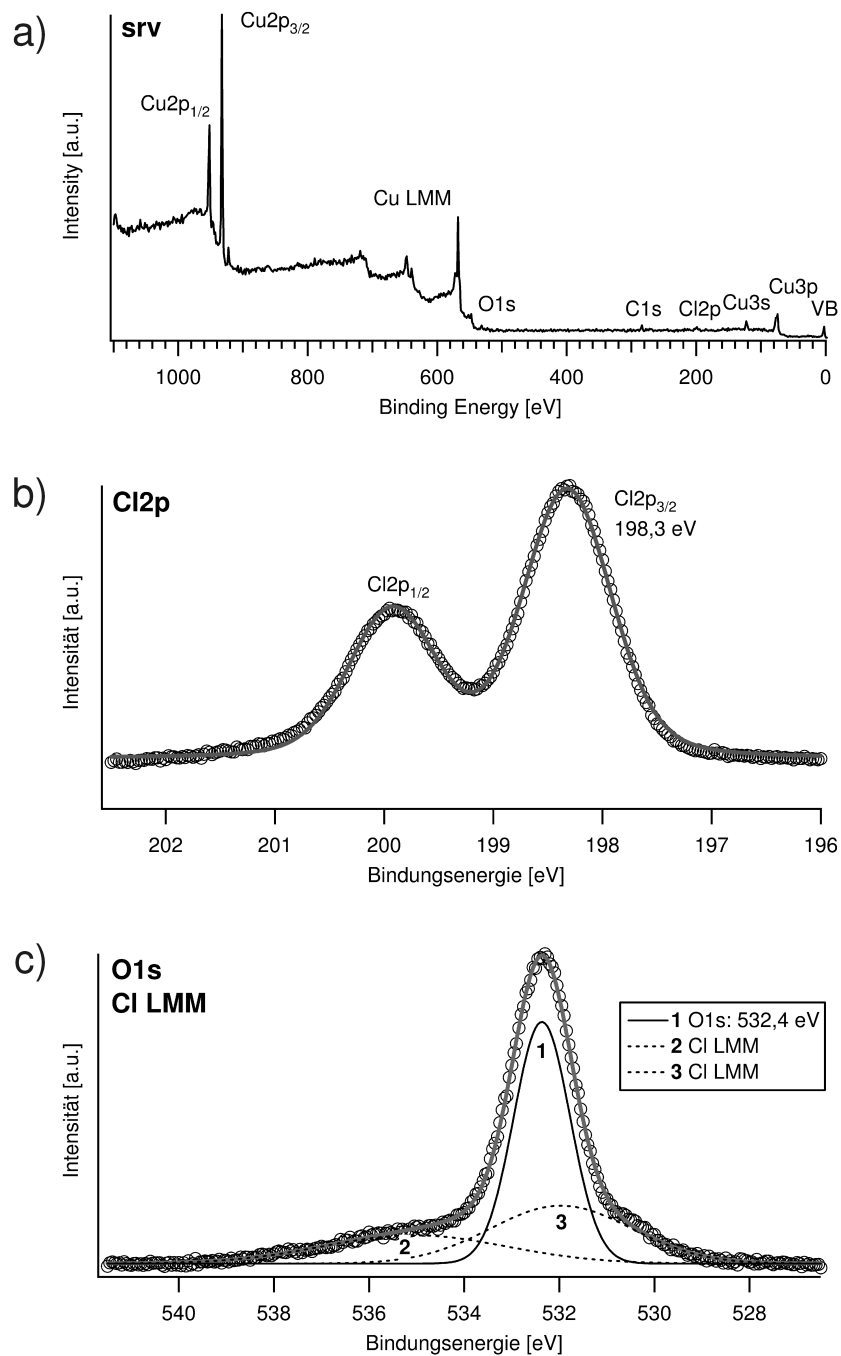 a)
srv
Cu2p3/2
Cu2p1/2
Cu LMM
O1s
C1s
Cl2p
Cu3s
Cu3p
VB
Intensity [a.u.]
1000 800 600 400 200 0
Binding Energy [eV]
b)
Cl2p
Cl2p3/2
198,3 eV
Cl2p1/2
Intensität [a.u.]
202 201 200 199 198 197 196
Bindungsenergie [eV]
c)
O1s
Cl LMM
1 O1s: 532,4 eV
2 Cl LMM
3 Cl LMM
1
2
3
Intensität [a.u.]
540 538 536 534 532 530 528
Bindungsenergie [eV]